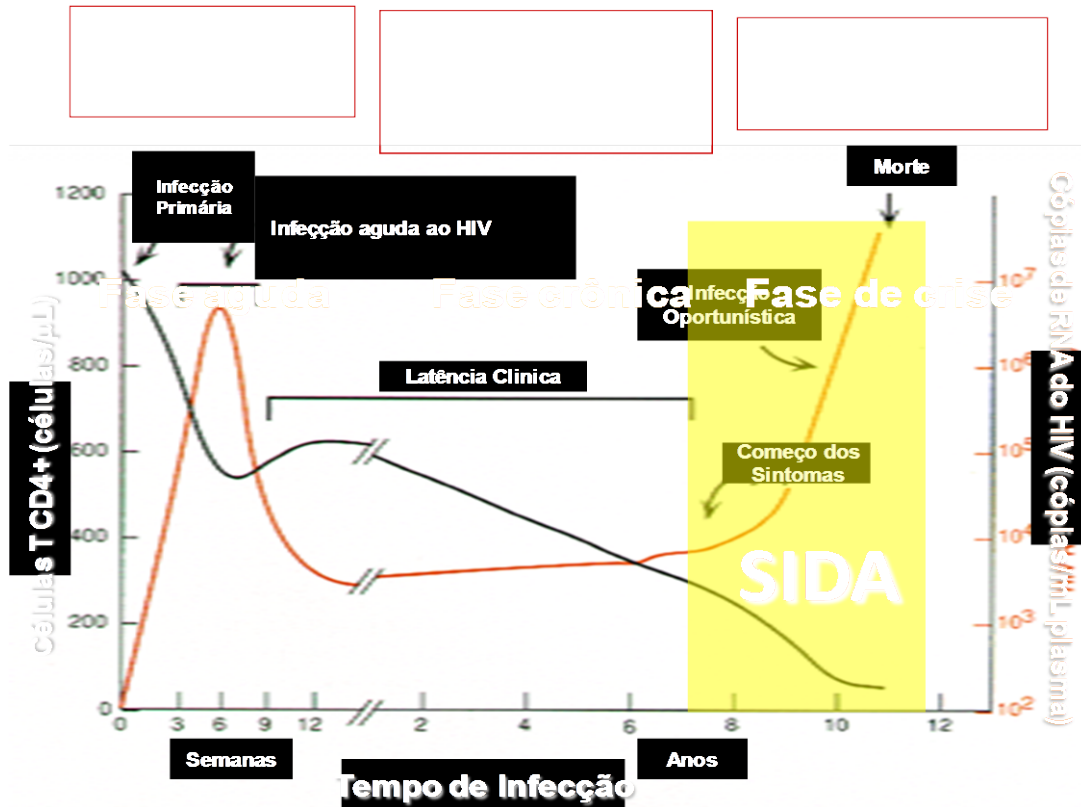 Morte
Infecção
Primária
Infecção aguda ao HIV
1200
1000
800
600
400
200
0
Células T CD4+ (células/µL)
Fase aguda
Fase crônica
Fase de crise
Infecção
Oportunística
Latência Clinica
Começo dos
Sintomas
SIDA
10⁷
10⁶
10⁵
10⁴
10³
10²
Cópias de RNA do HIV (cópias/mL plasma)
0 3 6 9 12 2 4 6 8 10 12
Semanas
Anos
Tempo de Infecção